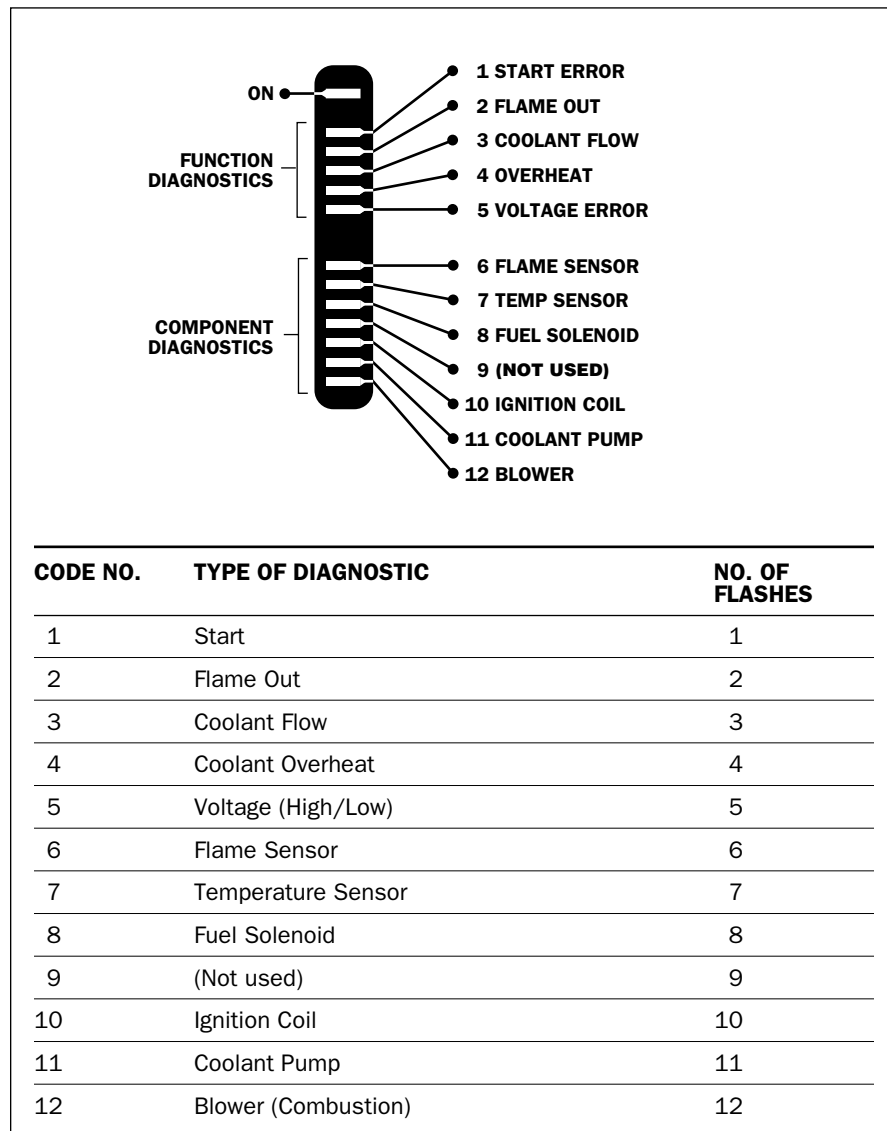 ON
FUNCTION
DIAGNOSTICS
COMPONENT
DIAGNOSTICS
1 START ERROR
2 FLAME OUT
3 COOLANT FLOW
4 OVERHEAT
5 VOLTAGE ERROR
6 FLAME SENSOR
7 TEMP SENSOR
8 FUEL SOLENOID
9 (NOT USED)
10 IGNITION COIL
11 COOLANT PUMP
12 BLOWER
CODE NO. TYPE OF DIAGNOSTIC NO. OF
FLASHES
1 Start 1
2 Flame Out 2
3 Coolant Flow 3
4 Coolant Overheat 4
5 Voltage (High/Low) 5
6 Flame Sensor 6
7 Temperature Sensor 7
8 Fuel Solenoid 8
9 (Not used) 9
10 Ignition Coil 10
11 Coolant Pump 11
12 Blower (Combustion) 12